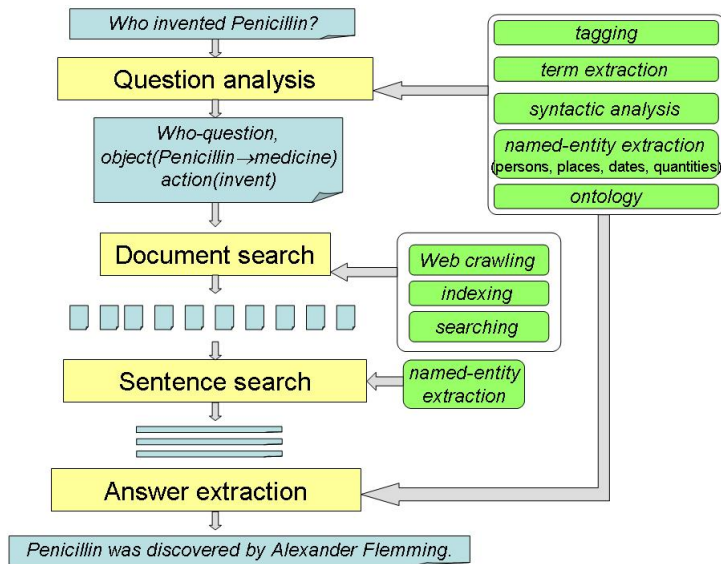 Who invented Penicillin?
Question analysis
Who-question,
object(Penicillin→medicine)
action(invent)
Document search
Sentence search
Answer extraction
Penicillin was discovered by Alexander Flemming.
tagging
term extraction
syntactic analysis
named-entity extraction
(persons, places, dates, quantities)
ontology
Web crawling
indexing
searching
named-entity
extraction